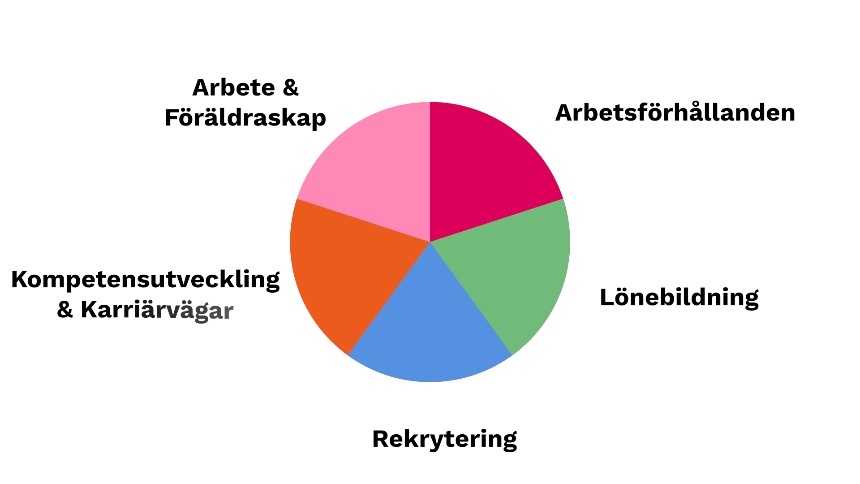 Arbete &
Föräldraskap
Arbetsförhållanden
Kompetensutveckling
& Karriärvägar
Lönebildning
Rekrytering